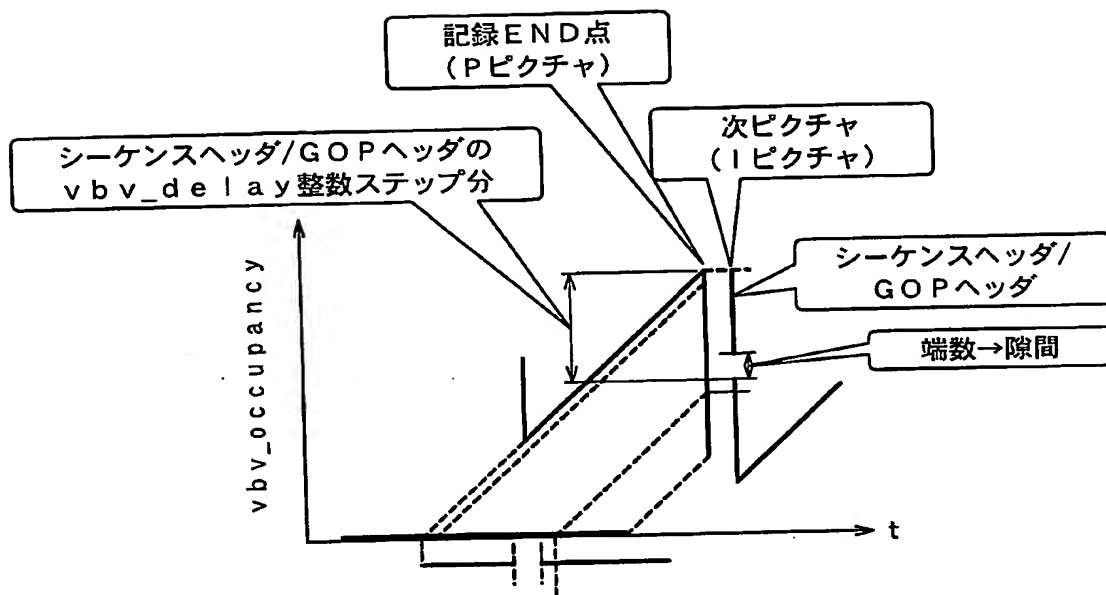 記録END点
(Pピクチャ)
次ピクチャ
(Iピクチャ)
シーケンスヘッダ/GOPヘッダの
vbv_delay整数ステップ分
シーケンスヘッダ/
GOPヘッダ
端数→隙間
vbv_occupancy
t